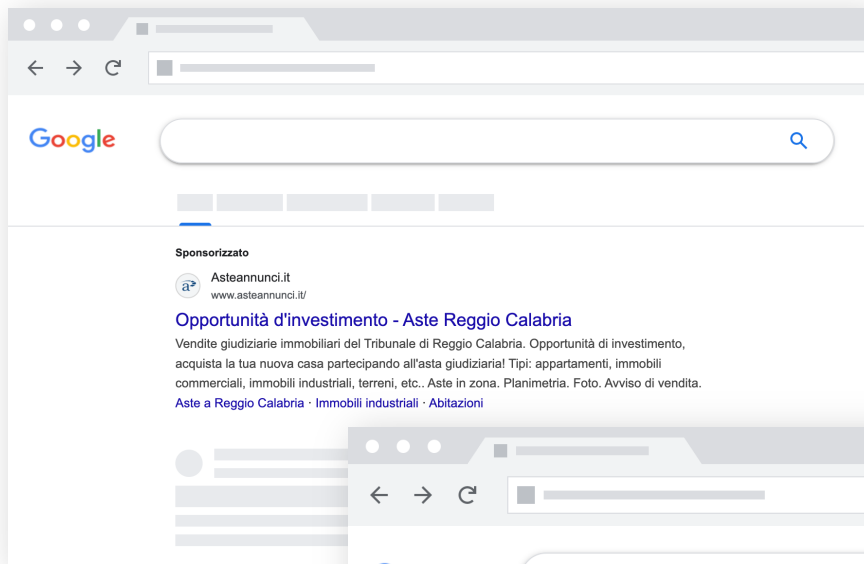 Google
Sponsorizzato
Asteannunci.it
www.asteannunci.it/
Opportunità d'investimento - Aste Reggio Calabria
Vendite giudiziarie immobiliari del Tribunale di Reggio Calabria. Opportunità di investimento,
acquista la tua nuova casa partecipando all'asta giudiziaria! Tipi: appartamenti, immobili
commerciali, immobili industriali, terreni, etc.. Aste in zona. Planimetria. Foto. Avviso di vendita.
Aste a Reggio Calabria · Immobili industriali · Abitazioni